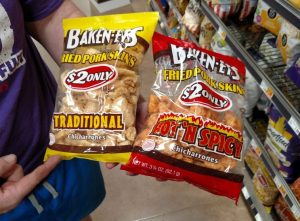 BAKEN-ETS
FRIED PORK SKINS
$2 ONLY
TRADITIONAL
Chicharrones
BAKEN-ETS
FRIED PORK SKINS
$2 ONLY
HOT 'N SPICY
Chicharrones